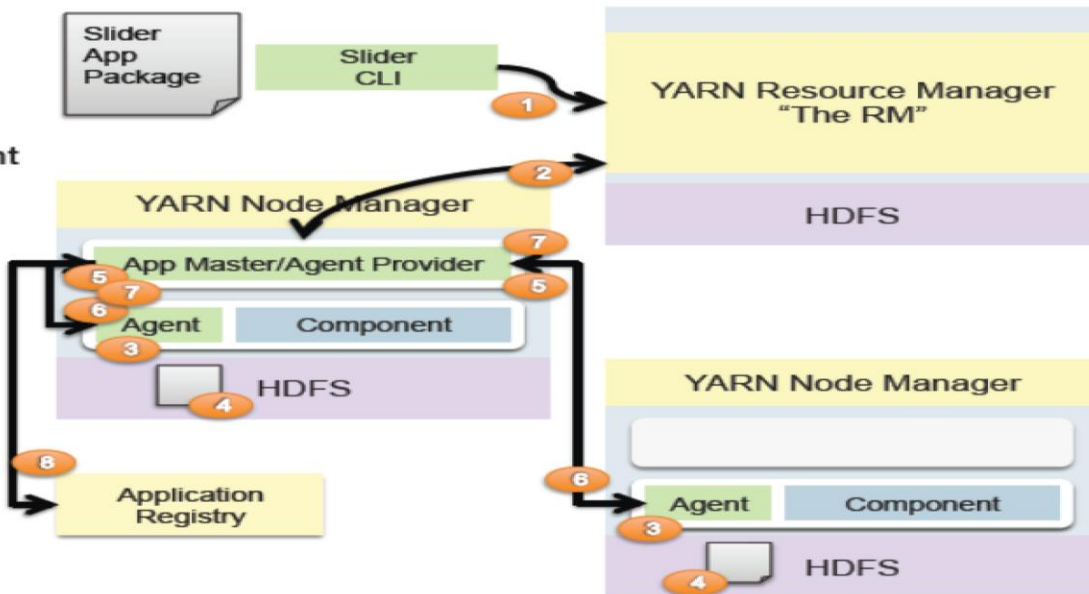 Slider
App
Package
Slider
CLI
1
YARN Resource Manager
"The RM"
2
HDFS
YARN Node Manager
7
App Master/Agent Provider
5
5
7
6
Agent
Component
3
HDFS
4
8
Application
Registry
YARN Node Manager
6
Agent
Component
3
HDFS
4